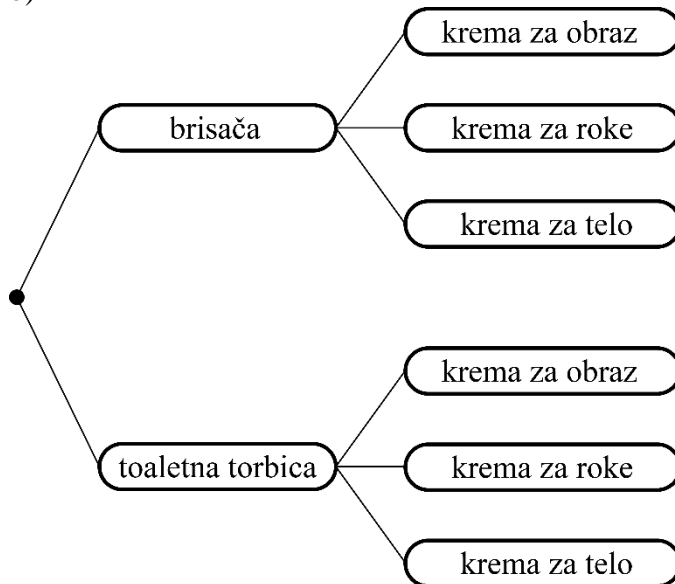 krema za obraz
brisača
krema za roke
krema za telo
krema za obraz
toaletna torbica
krema za roke
krema za telo